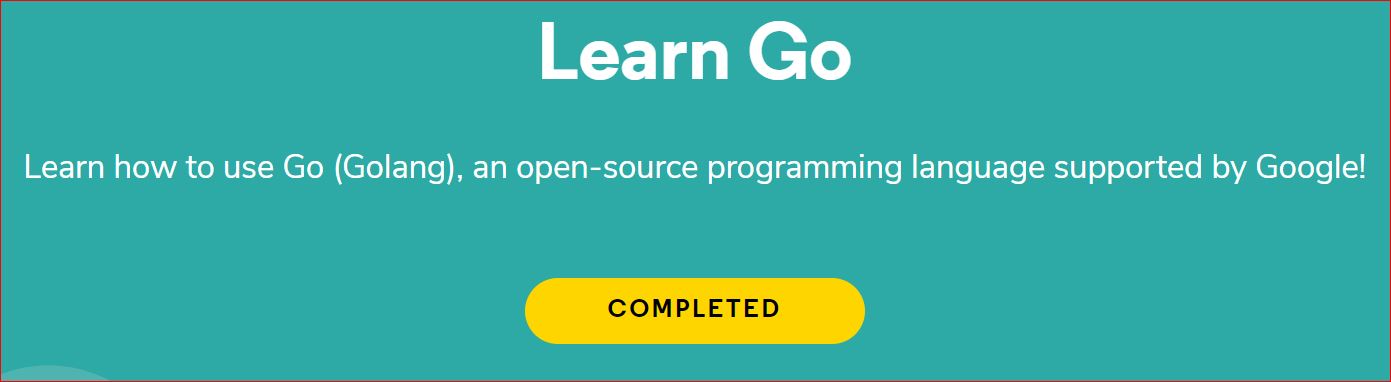 Learn Go
Learn how to use Go (Golang), an open-source programming language supported by Google!
COMPLETED